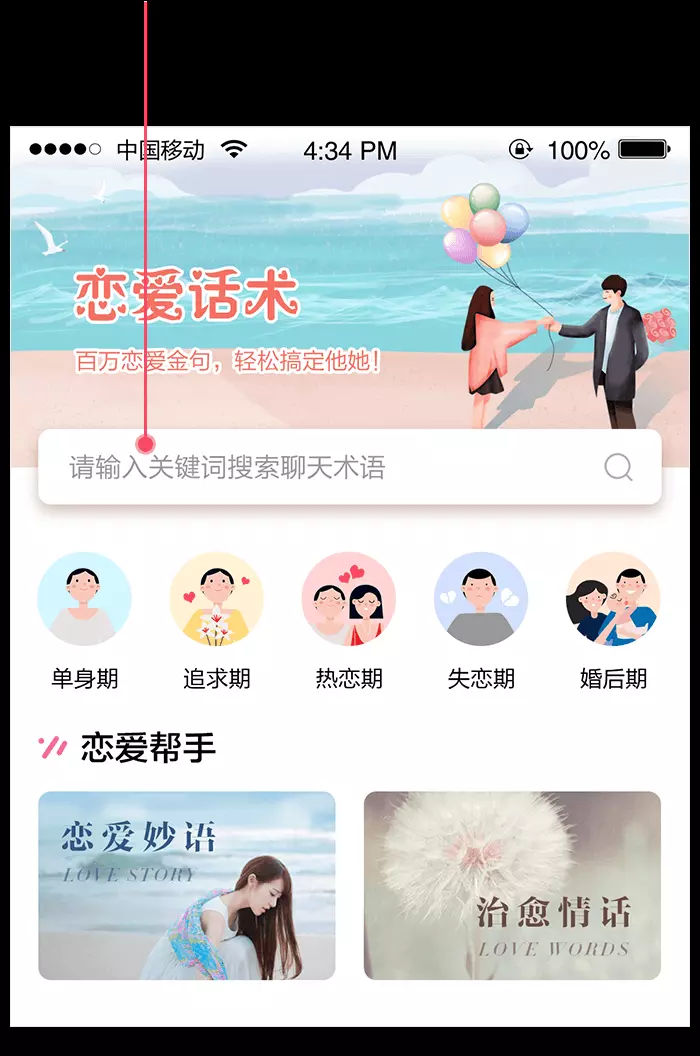 中国移动 4:34 PM 100%
恋爱话术
百万恋爱金句，轻松搞定他她！
请输入关键词搜索聊天术语
单身期 追求期 热恋期 失恋期 婚后期
恋爱帮手
恋爱妙语
LOVE STORY
治愈情话
LOVE WORDS